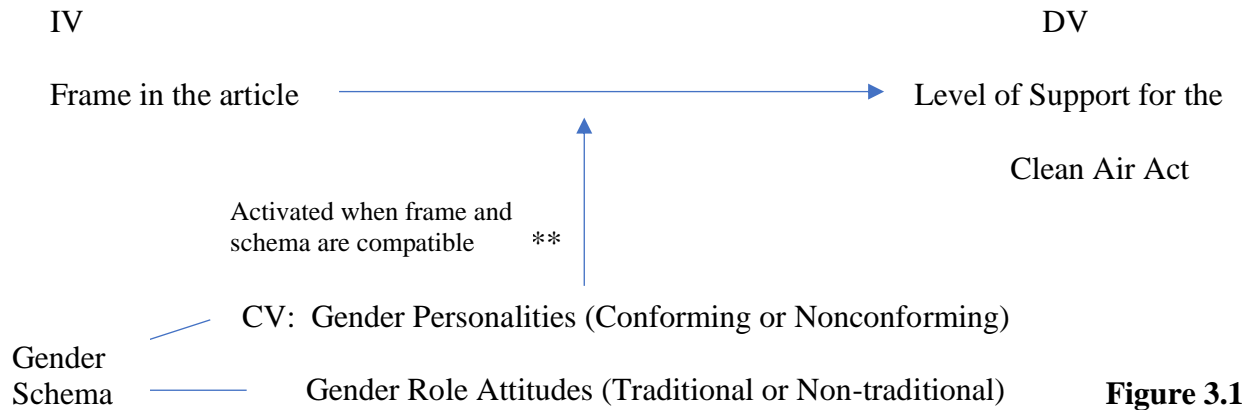 IV DV
Frame in the article Level of Support for the
Clean Air Act
Activated when frame and
schema are compatible **
CV: Gender Personalities (Conforming or Nonconforming)
Gender
Schema Gender Role Attitudes (Traditional or Non-traditional) Figure 3.1